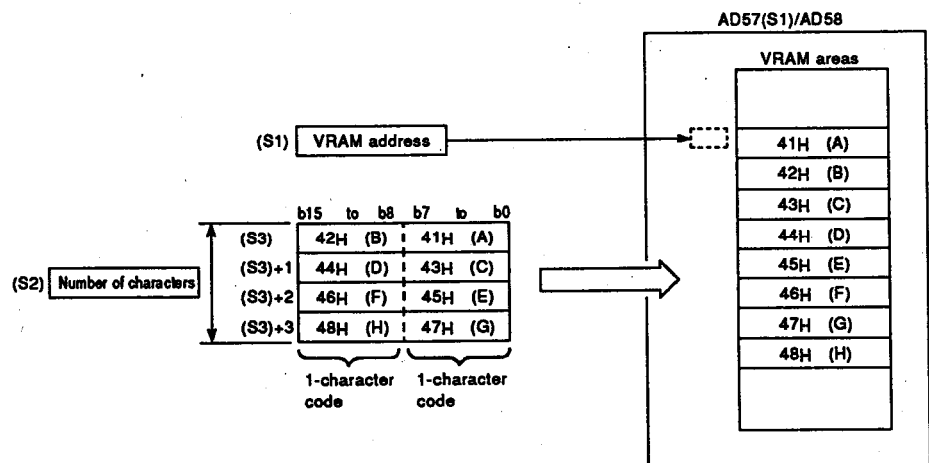 AD57(S1)/AD58
VRAM areas
(S1) VRAM address
41H (A)
42H (B)
43H (C)
44H (D)
45H (E)
46H (F)
47H (G)
48H (H)
b15 to b8 b7 to b0
(S3) 42H (B) 41H (A)
(S3)+1 44H (D) 43H (C)
(S3)+2 46H (F) 45H (E)
(S3)+3 48H (H) 47H (G)
(S2) Number of characters
1-character
code
1-character
code